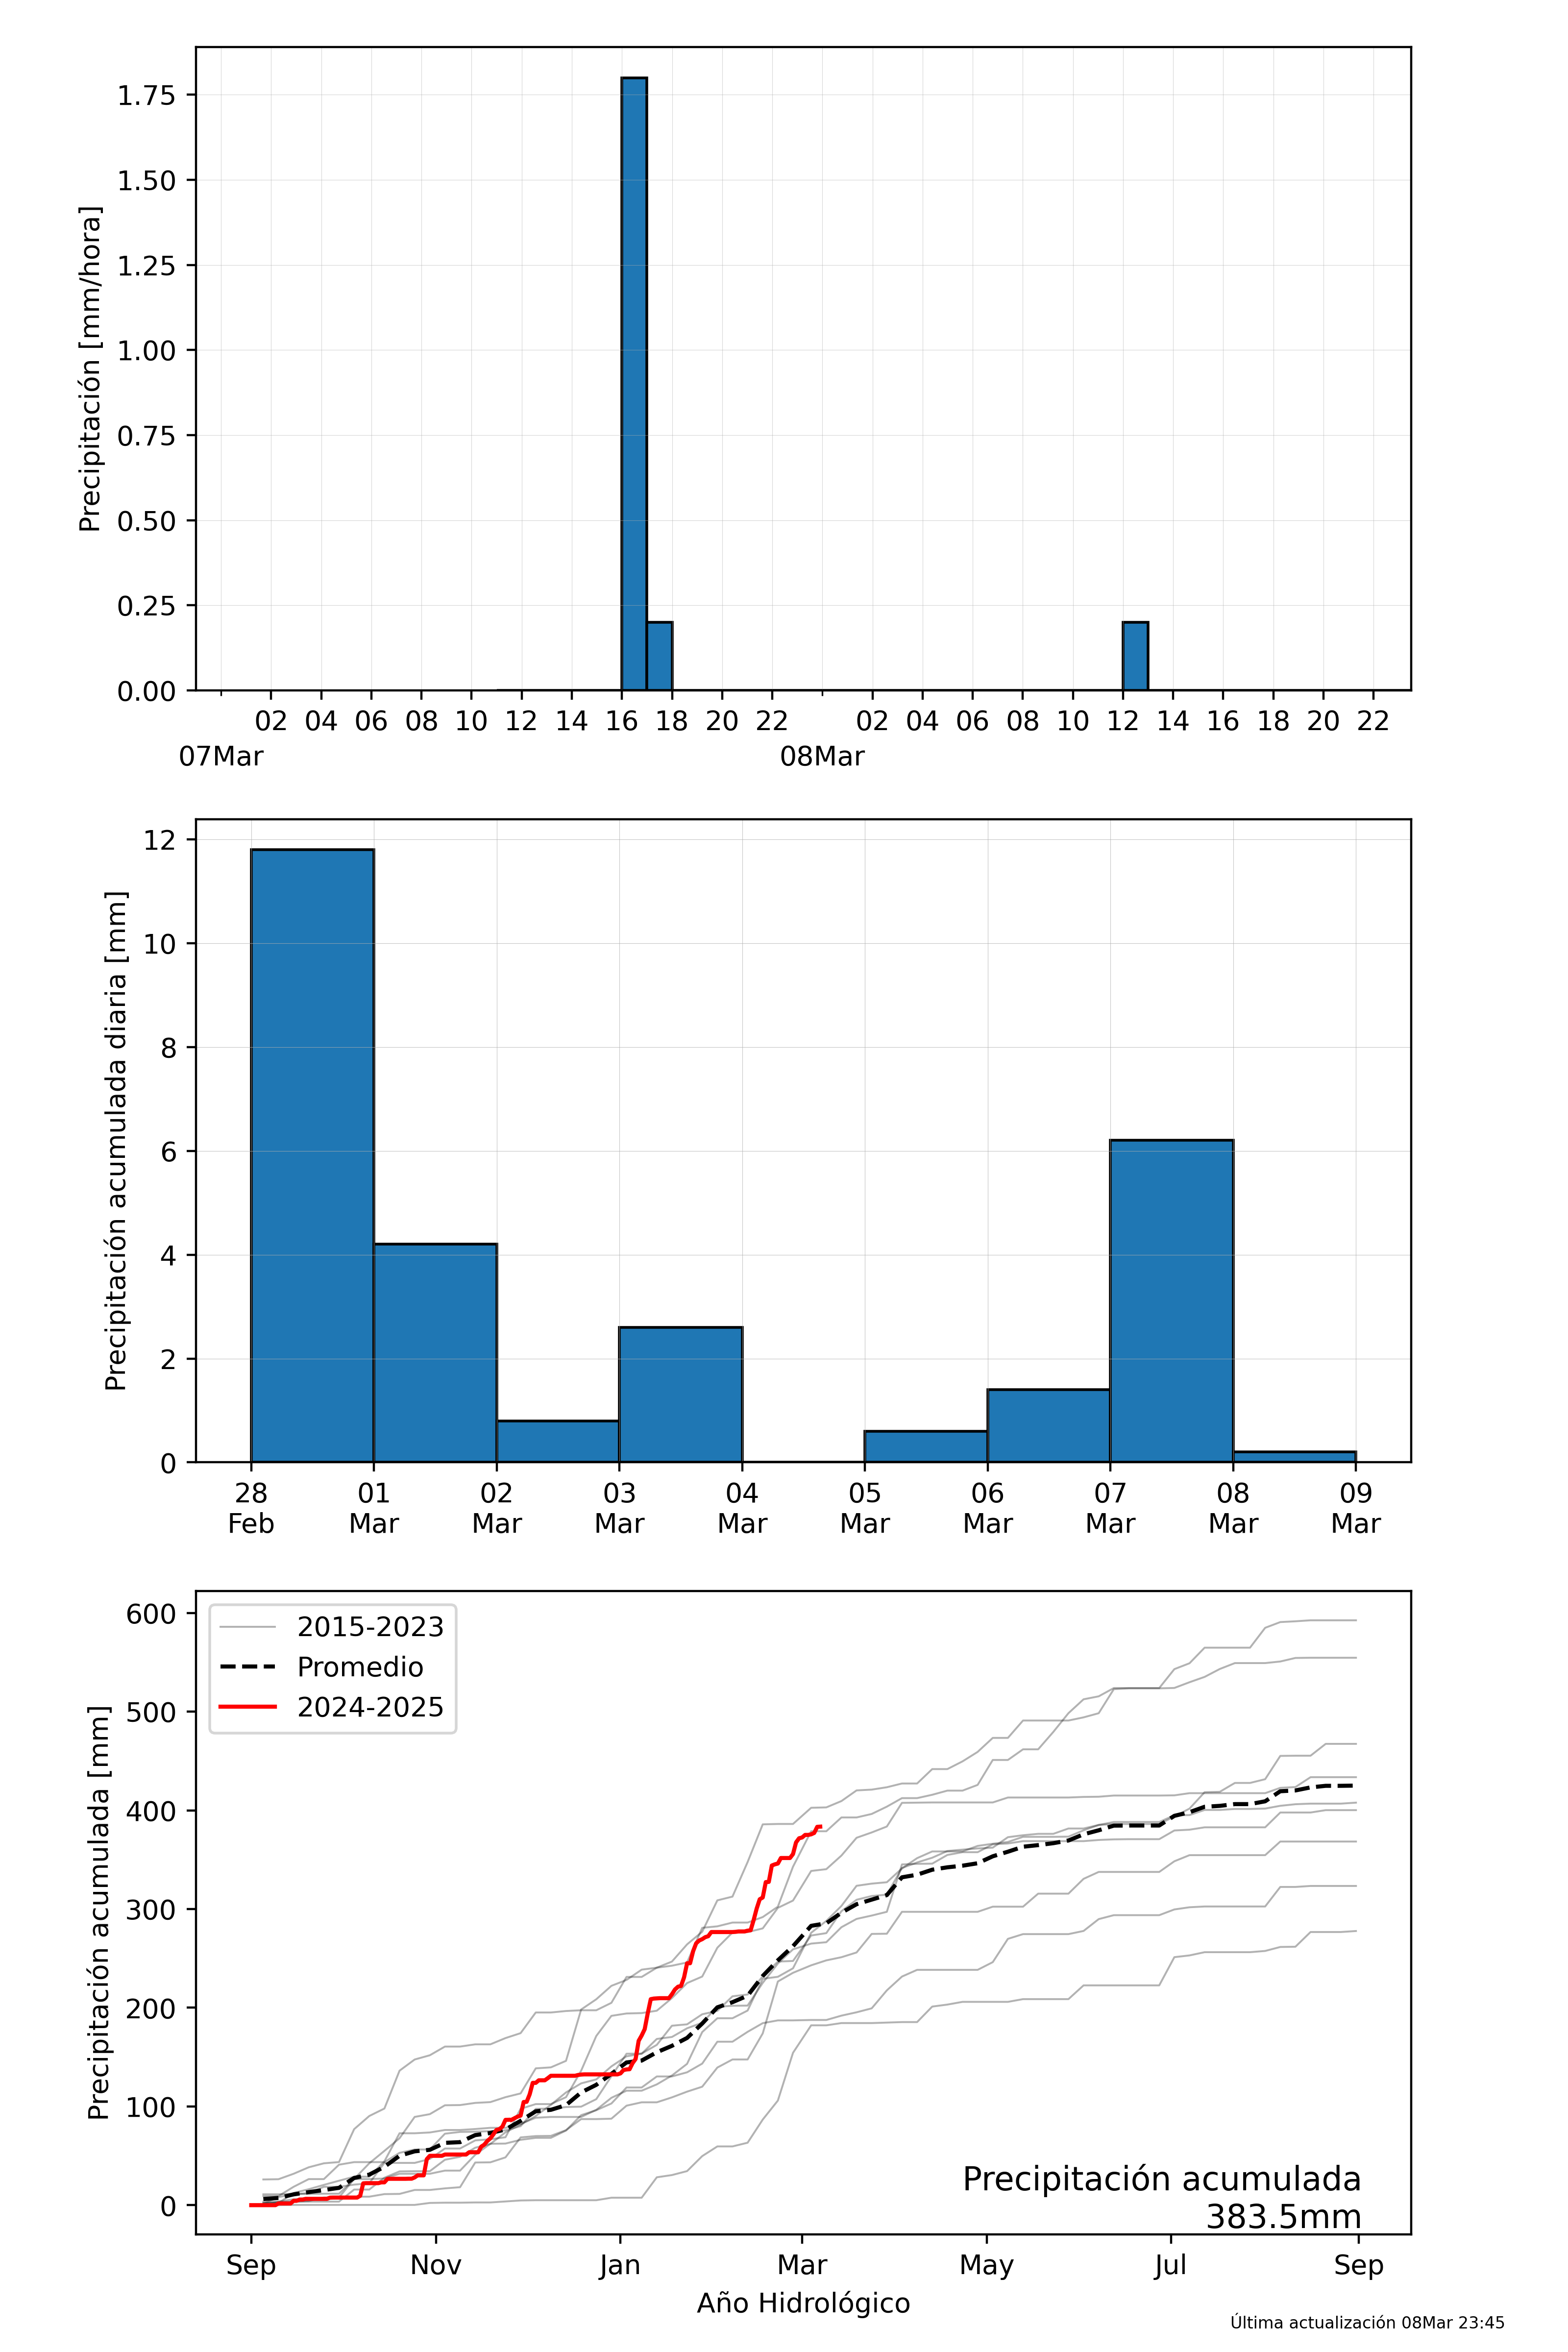 Precipitación [mm/hora]
1.75
1.50
1.25
1.00
0.75
0.50
0.25
0.00
02 04 06 08 10 12 14 16 18 20 22 02 04 06 08 10 12 14 16 18 20 22
07Mar 08Mar
Precipitación acumulada diaria [mm]
12
10
8
6
4
2
0
28 01 02 03 04 05 06 07 08 09
Feb Mar Mar Mar Mar Mar Mar Mar Mar Mar
Precipitación acumulada [mm]
600
500
400
300
200
100
0
2015-2023
Promedio
2024-2025
Precipitación acumulada
383.5mm
Sep Nov Jan Mar May Jul Sep
Año Hidrológico
Última actualización 08Mar 23:45